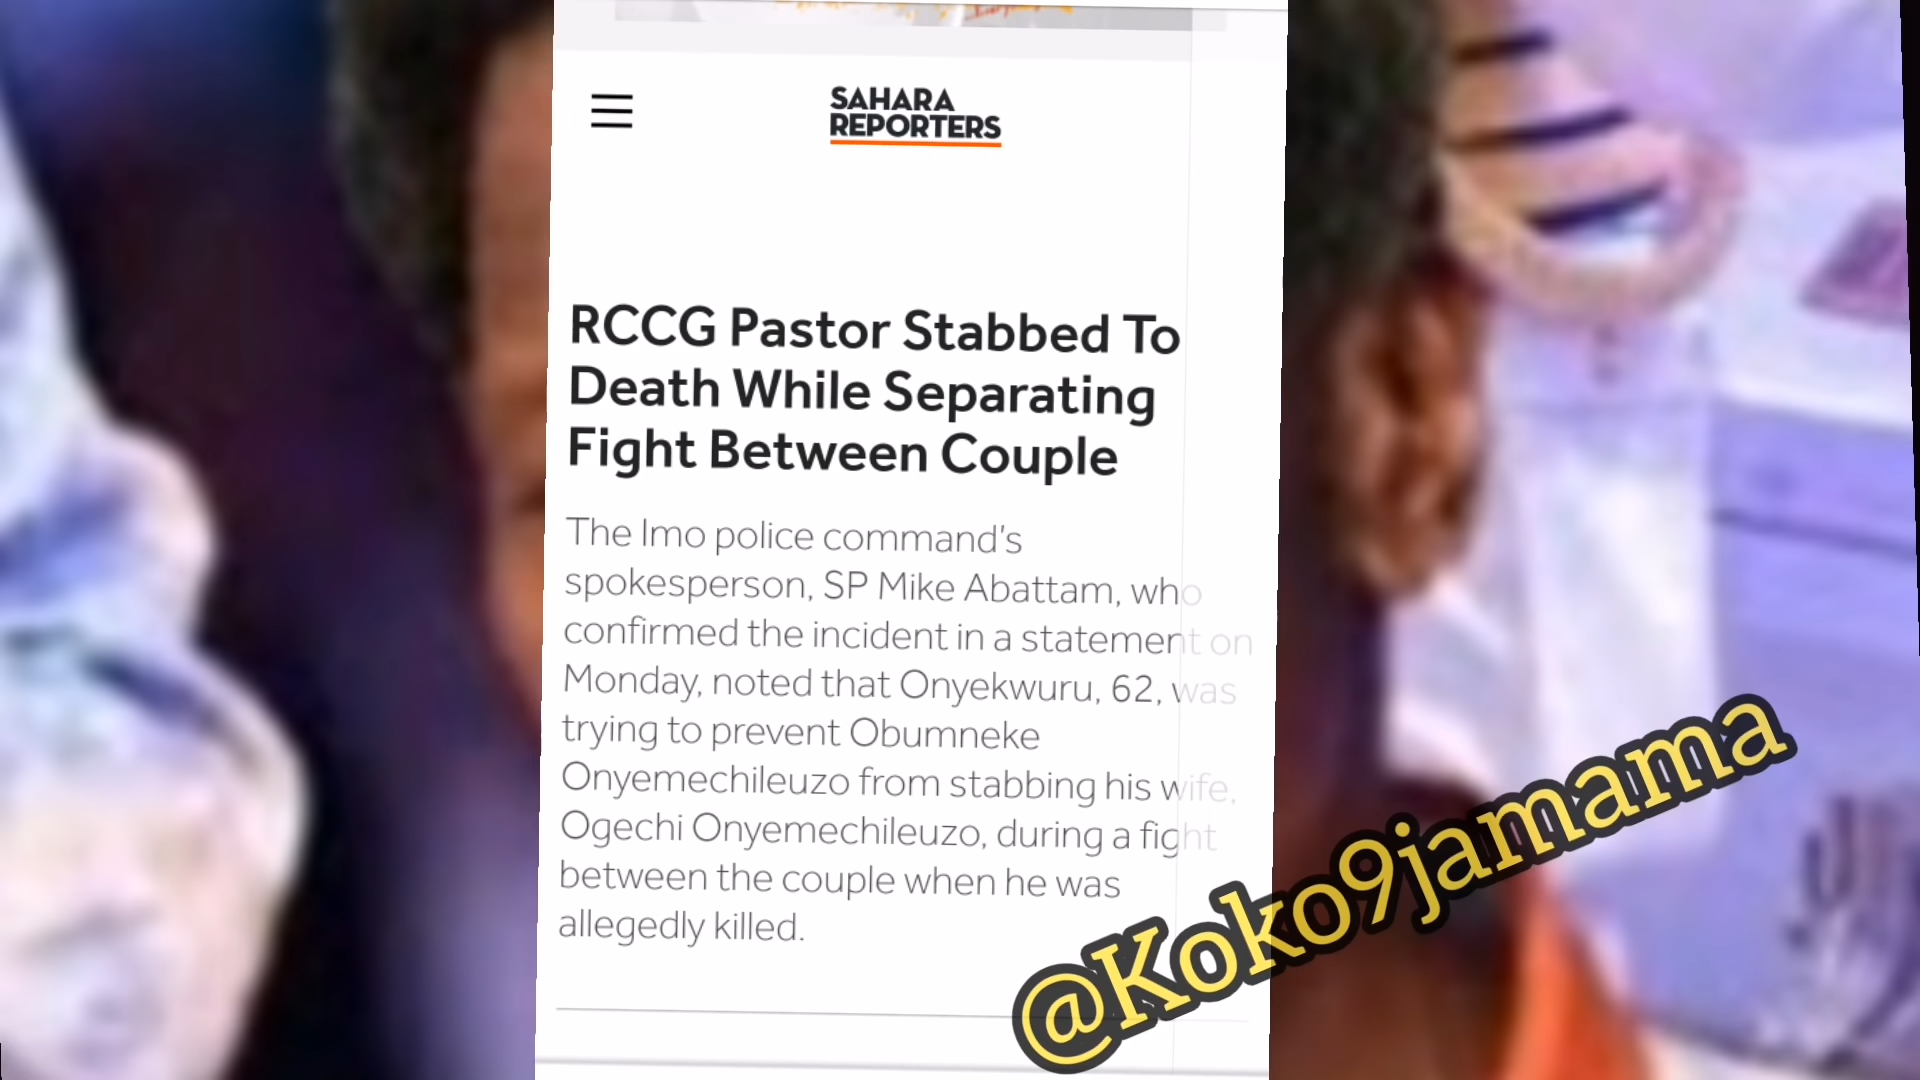 SAHARA
REPORTERS
RCCG Pastor Stabbed To
Death While Separating
Fight Between Couple
The Imo police command's
spokesperson, SP Mike Abattam, who
confirmed the incident in a statement on
Monday, noted that Onyekwuru, 62, was
trying to prevent Obumneke
Onyemechileuzo from stabbing his wife,
Ogechi Onyemechileuzo, during a fight
between the couple when he was
allegedly killed.
@Koko9jamama